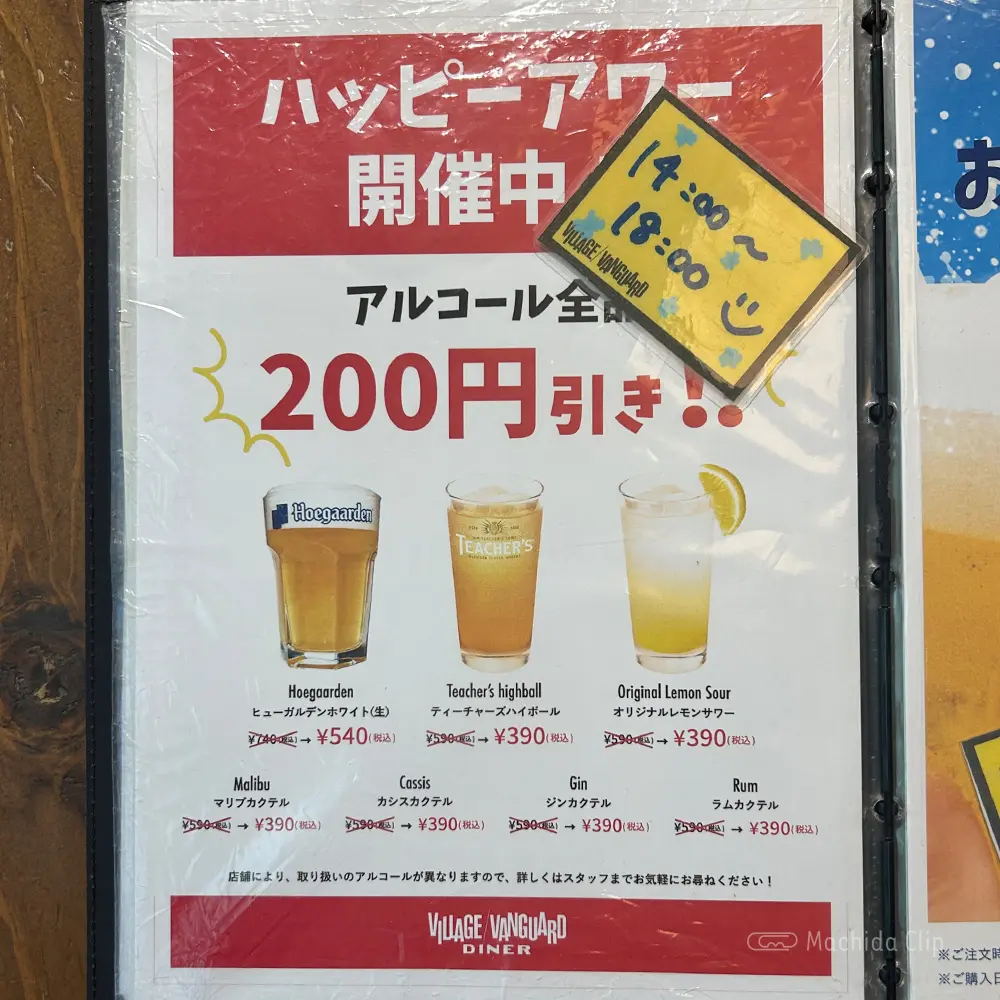 ハッピーアワー
開催中
14:00～
18:00
VILLAGE/VANGUARD
アルコール全品
200円引き!!
Hoegaarden
TEACHER'S
Hoegaarden
ヒューガルデンホワイト(生)
¥740(税込)→¥540(税込)
Teacher's highball
ティーチャーズハイボール
¥590(税込)→¥390(税込)
Original Lemon Sour
オリジナルレモンサワー
¥590(税込)→¥390(税込)
Malibu
マリブカクテル
¥590(税込)→¥390(税込)
Cassis
カシスカクテル
¥590(税込)→¥390(税込)
Gin
ジンカクテル
¥590(税込)→¥390(税込)
Rum
ラムカクテル
¥590(税込)→¥390(税込)
店舗により、取り扱いのアルコールが異なりますので、詳しくはスタッフまでお気軽にお尋ねください！
VILLAGE/VANGUARD
DINER
お
※ご注文時
※ご購入日
Machida Clip